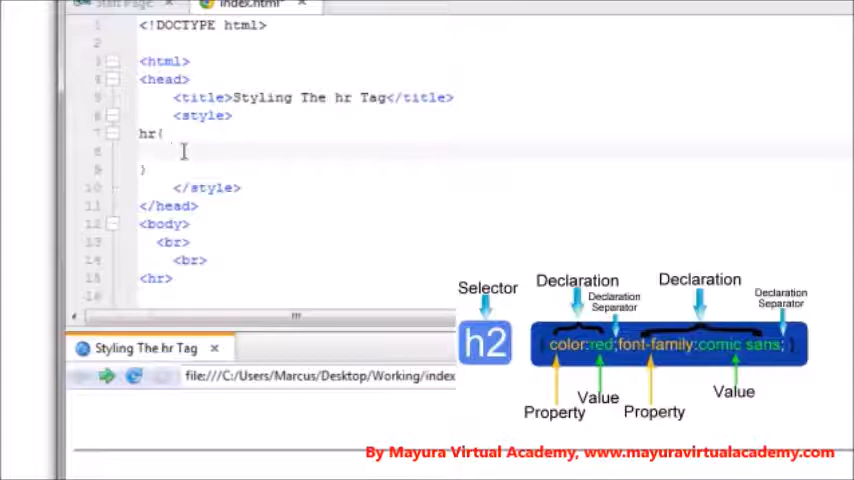 Start Page
index.html*
1 <!DOCTYPE html>
2
3 <html>
4 <head>
5 <title>Styling The hr Tag</title>
6 <style>
7 hr{
8
9 }
10 </style>
11 </head>
12 <body>
13 <br>
14 <br>
15 <hr>
16
Styling The hr Tag
file:///C:/Users/Marcus/Desktop/Working/index
Selector
Declaration
Declaration
Declaration Separator
Declaration Separator
h2
{ color:red;font-family:comic sans; }
Property
Value
Property
Value
By Mayura Virtual Academy, www.mayuravirtualacademy.com